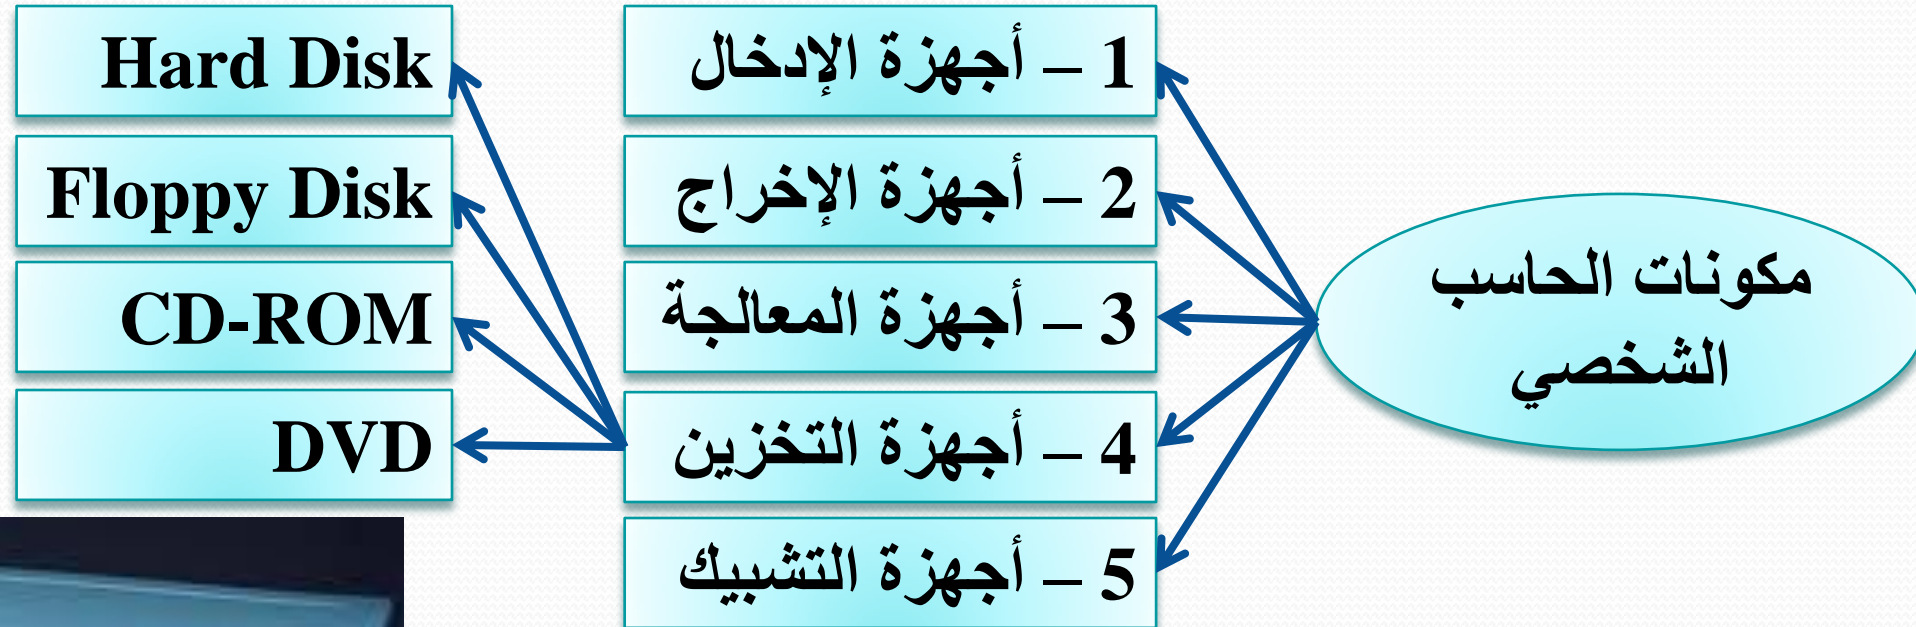 مكونات الحاسب
الشخصي
1 – أجهزة الإدخال
2 – أجهزة الإخراج
3 – أجهزة المعالجة
4 – أجهزة التخزين
5 – أجهزة التشبيك
Hard Disk
Floppy Disk
CD-ROM
DVD